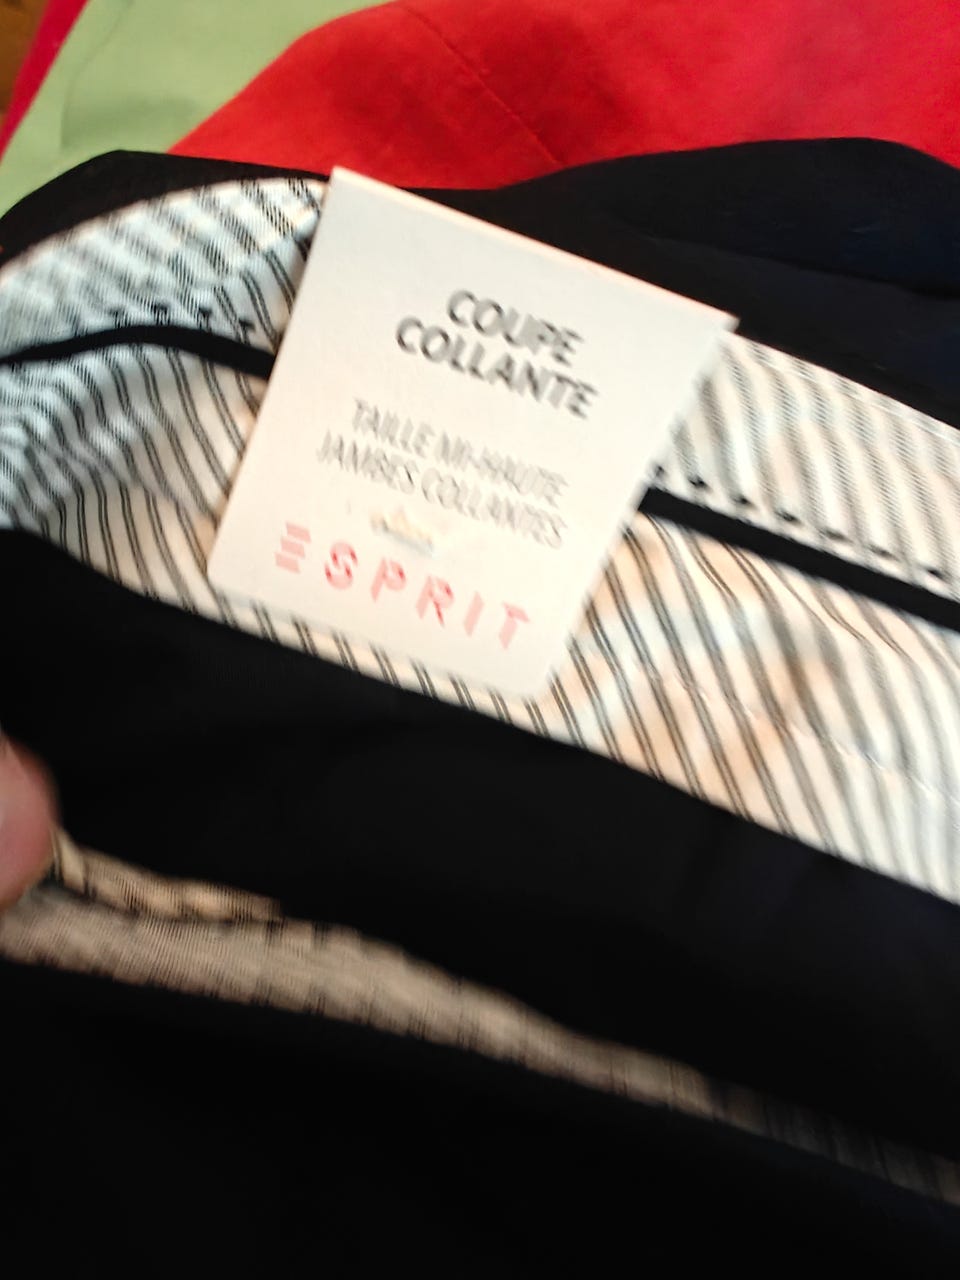 COUPE
COLLANTE
TAILLE MI-HAUTE
JAMBES COLLANTES
ESPRIT